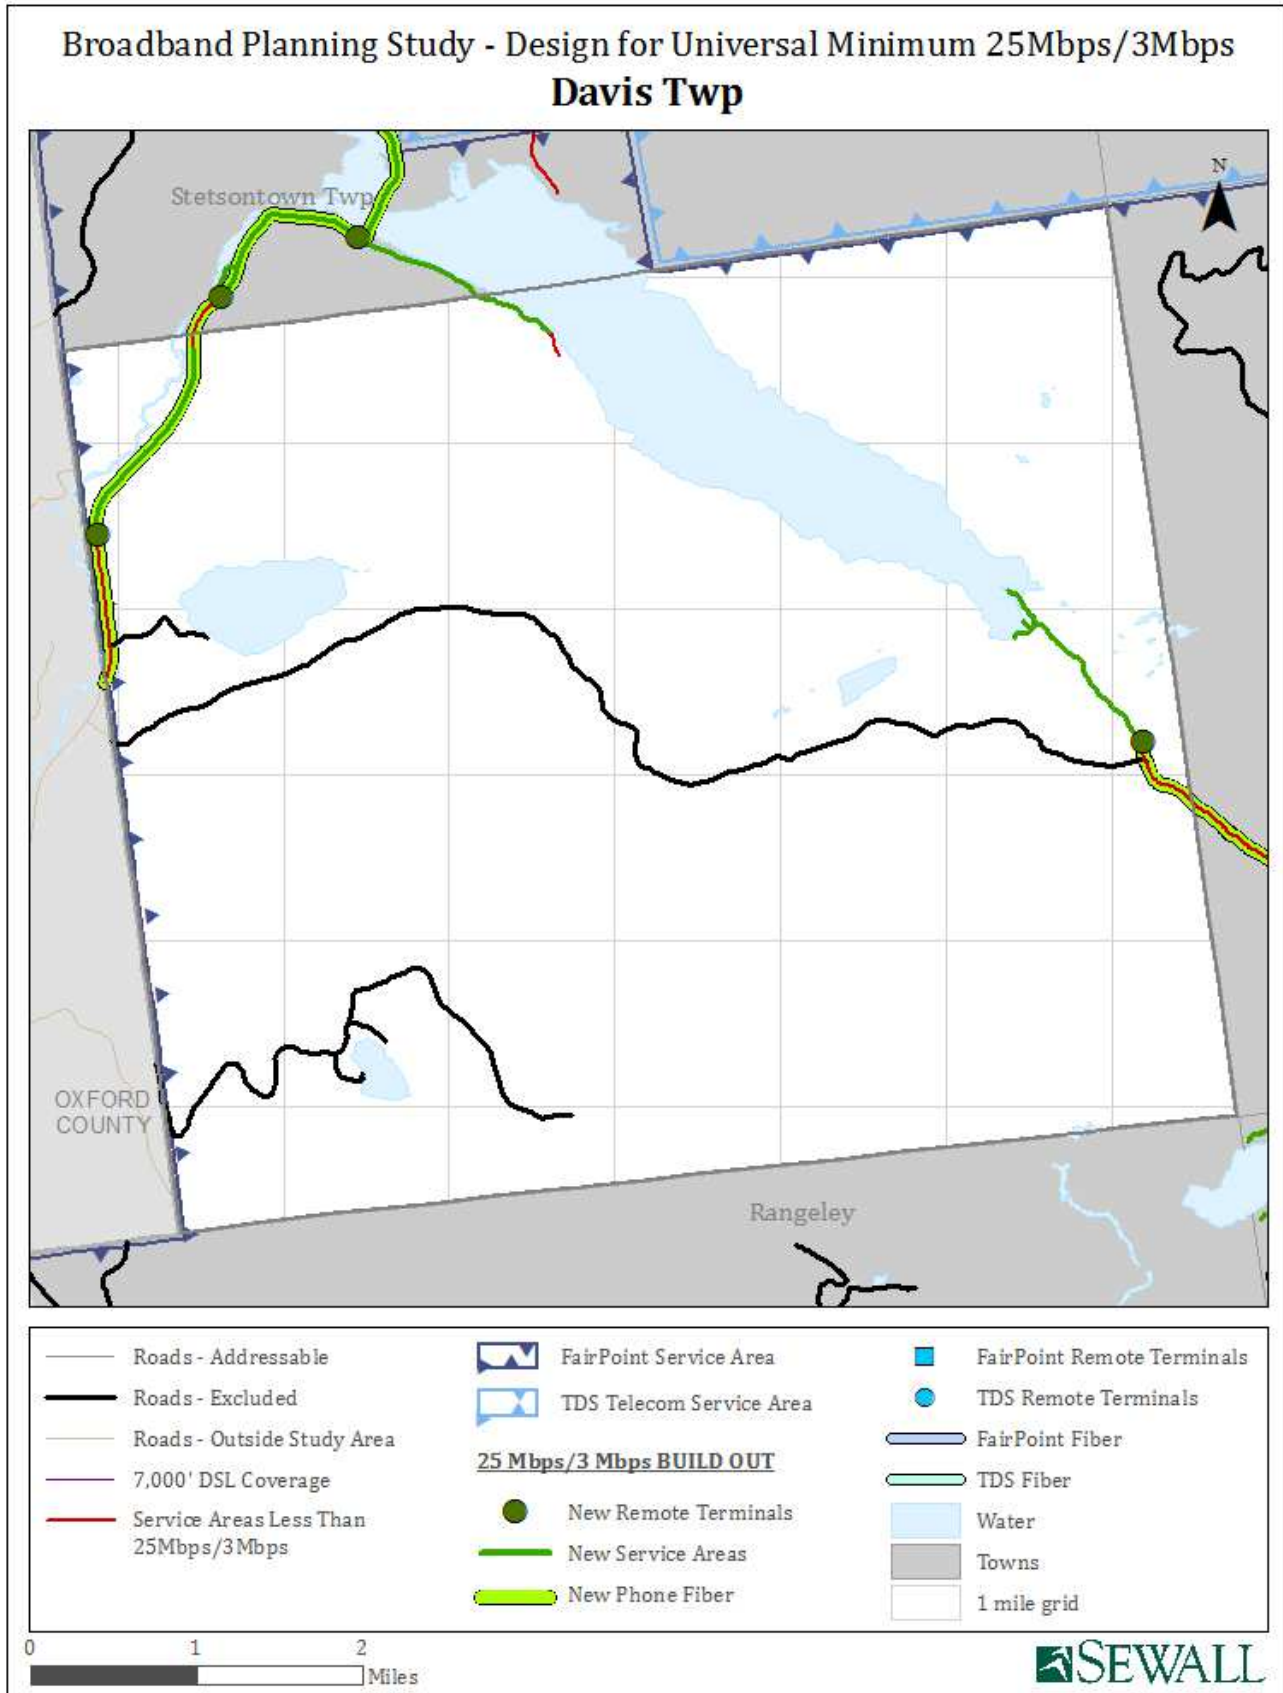 Broadband Planning Study - Design for Universal Minimum 25Mbps/3Mbps
Davis Twp
N
Stetsontown Twp
OXFORD
COUNTY
Rangeley
Roads - Addressable
Roads - Excluded
Roads - Outside Study Area
7,000' DSL Coverage
Service Areas Less Than
25Mbps/3Mbps
FairPoint Service Area
TDS Telecom Service Area
25 Mbps/3 Mbps BUILD OUT
New Remote Terminals
New Service Areas
New Phone Fiber
FairPoint Remote Terminals
TDS Remote Terminals
FairPoint Fiber
TDS Fiber
Water
Towns
1 mile grid
0 1 2
Miles
SEWALL